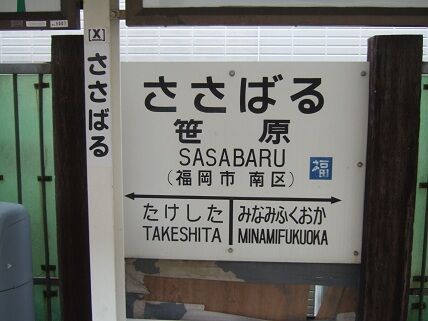 [X]
ささばる
ささばる
笹 原
SASABARU
(福岡市 南区)
福
たけした みなみふくおか
TAKESHITA MINAMIFUKUOKA